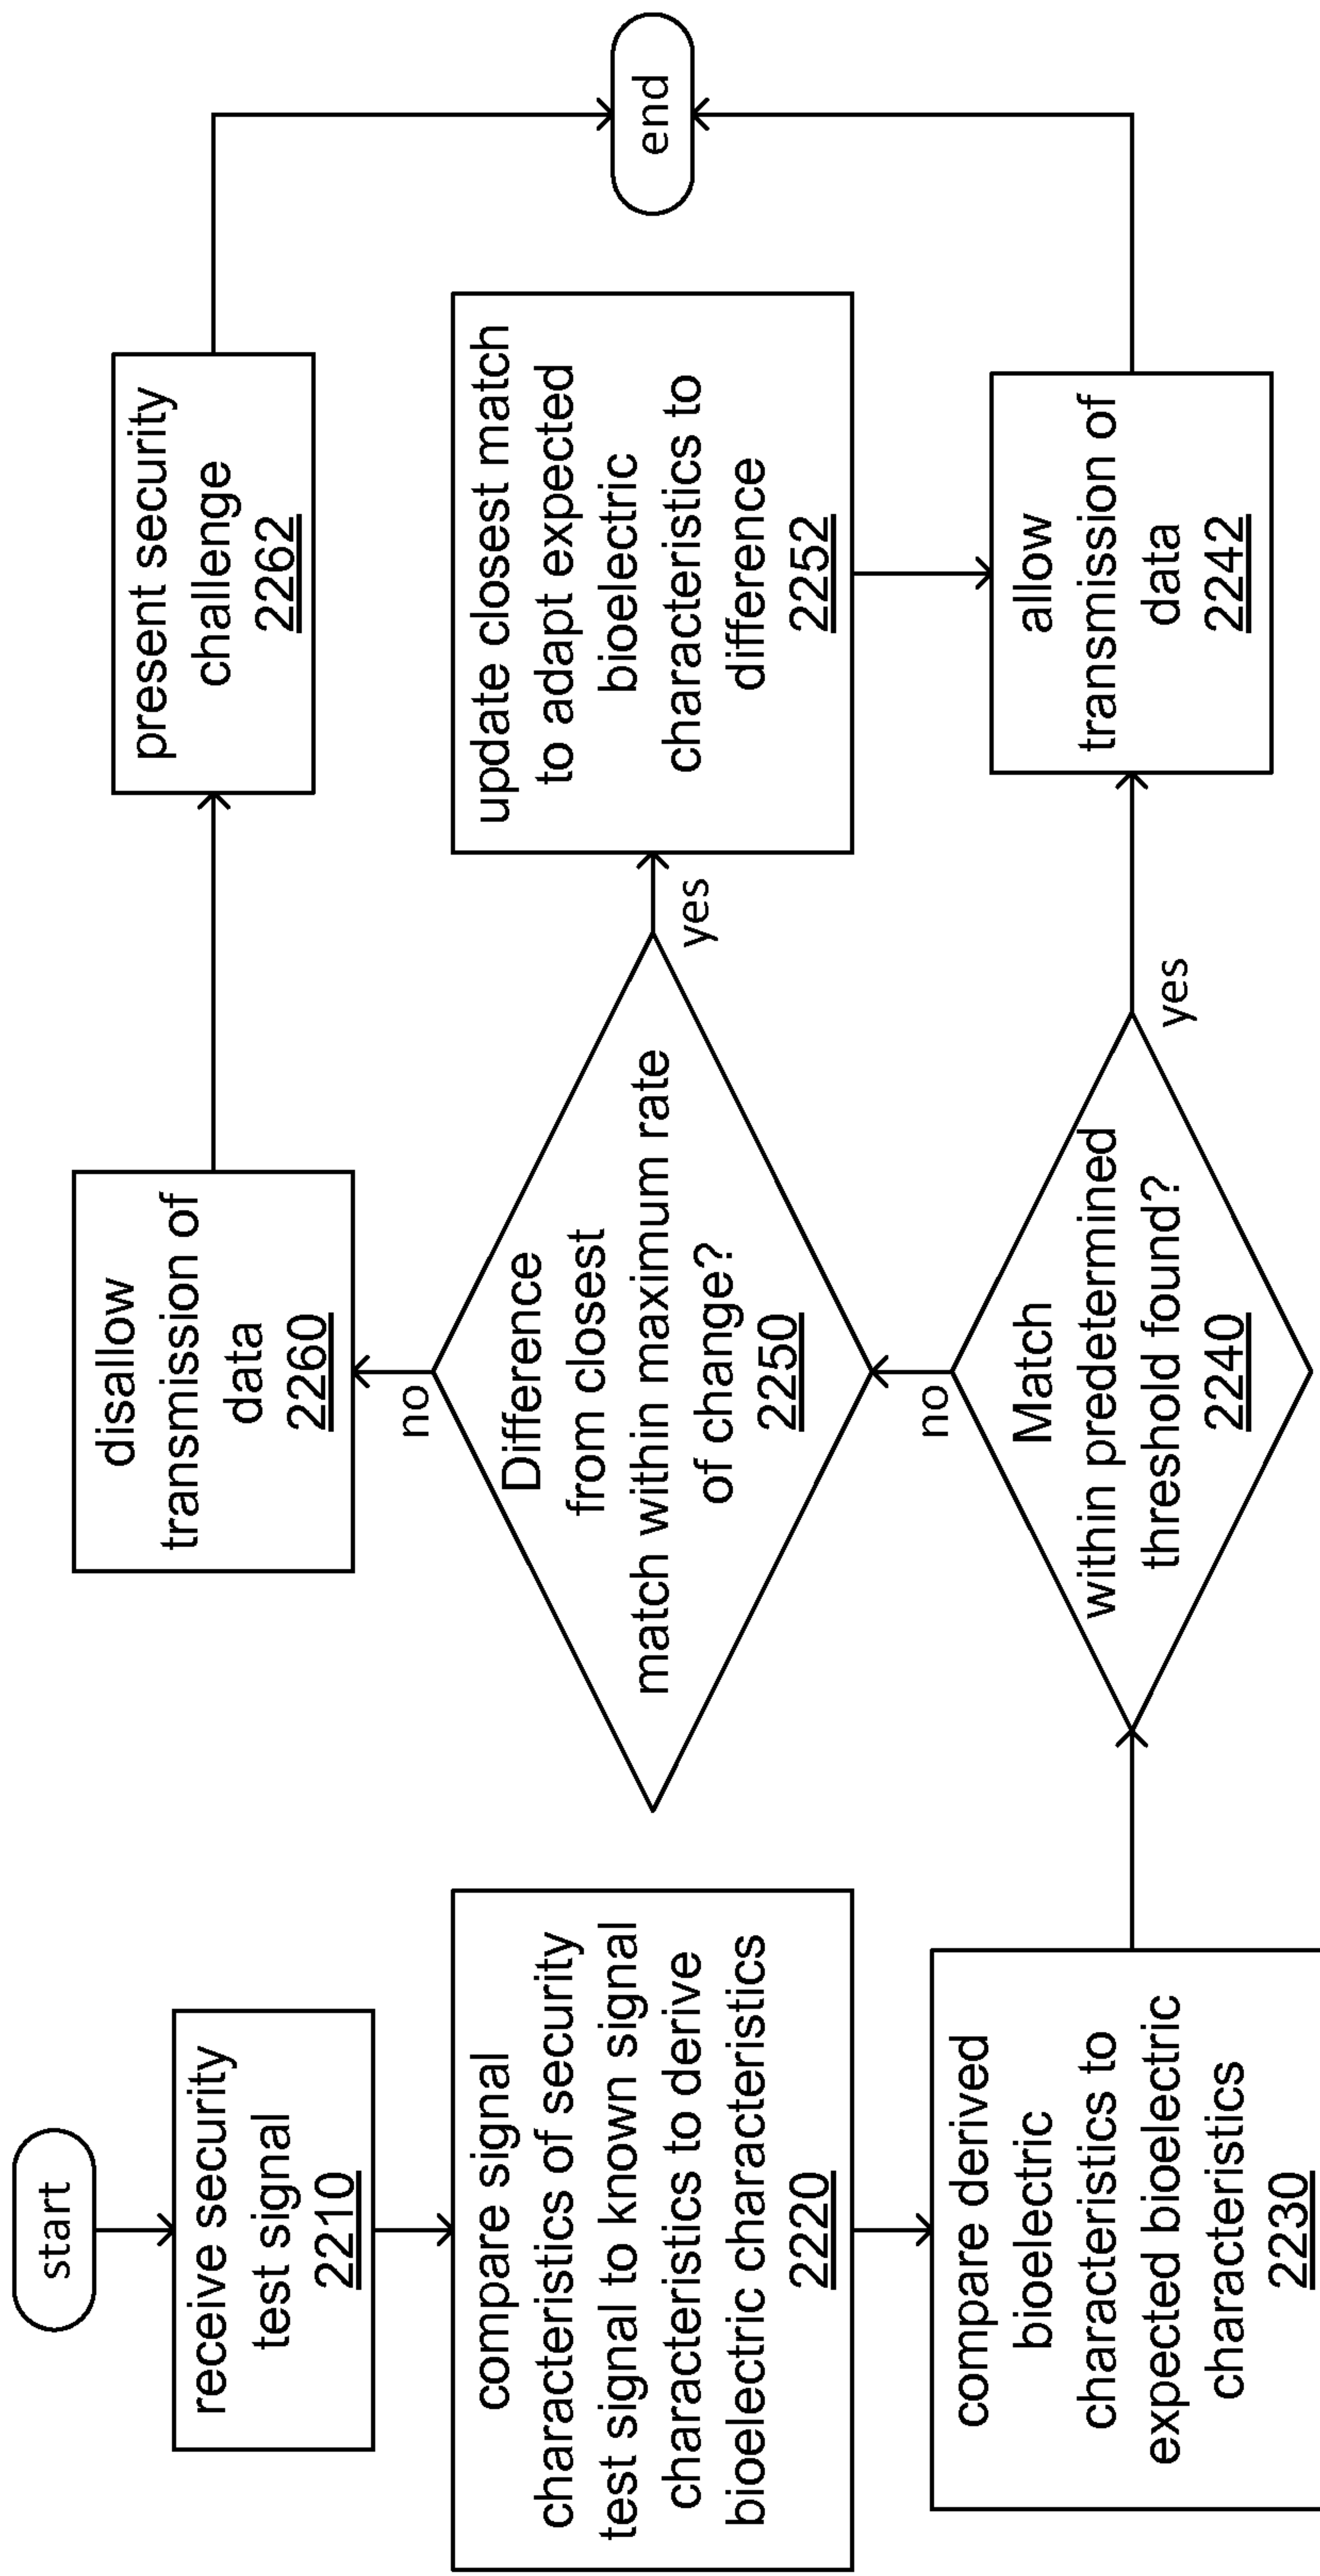 start
receive security
test signal
2210
compare signal
characteristics of security
test signal to known signal
characteristics to derive
bioelectric characteristics
2220
compare derived
bioelectric
characteristics to
expected bioelectric
characteristics
2230
Match
within predetermined
threshold found?
2240
yes
no
allow
transmission of
data
2242
Difference
from closest
match within maximum rate
of change?
2250
yes
no
update closest match
to adapt expected
bioelectric
characteristics to
difference
2252
disallow
transmission of
data
2260
present security
challenge
2262
end